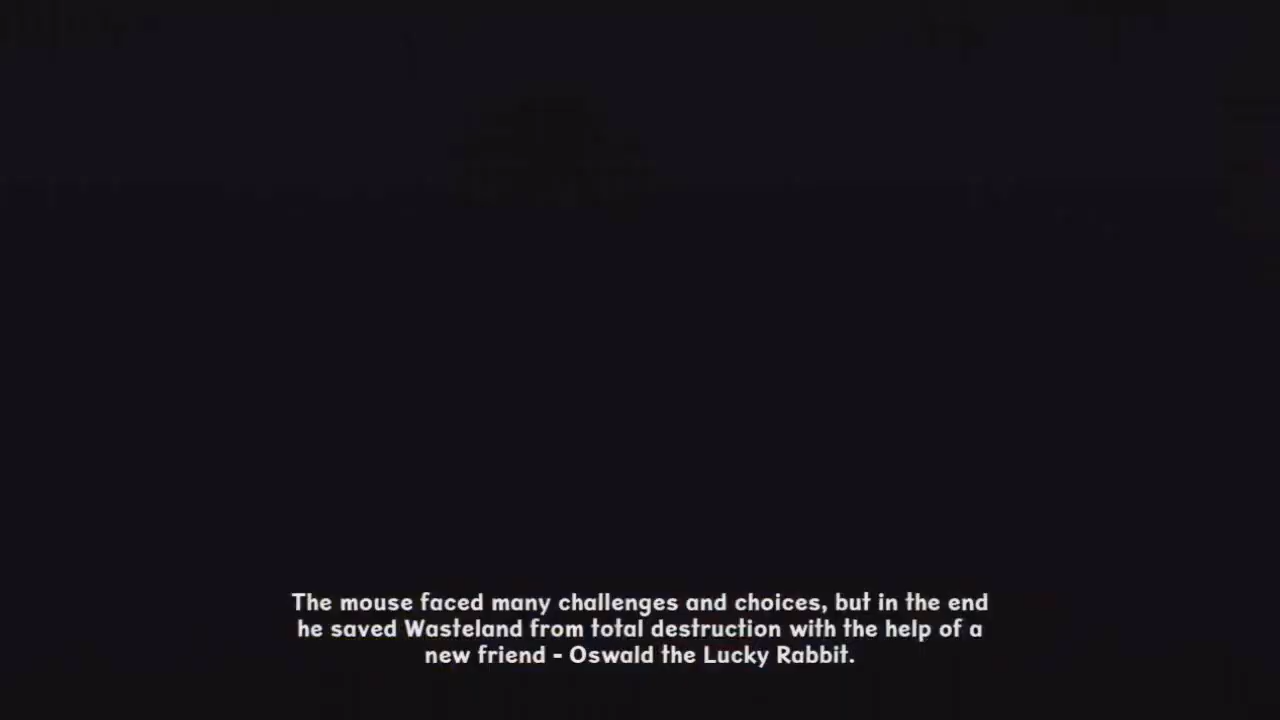 The mouse faced many challenges and choices, but in the end
he saved Wasteland from total destruction with the help of a
new friend - Oswald the Lucky Rabbit.